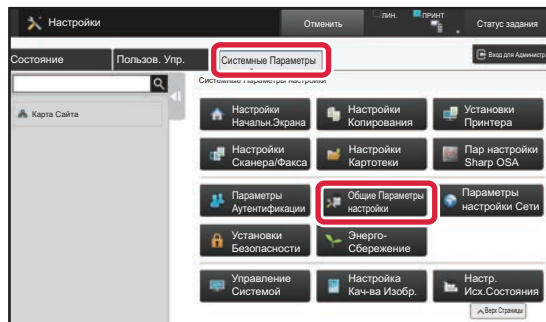 Настройки
Отменить
ЛИН.
ПРИНТ
Статус задания
Состояние
Пользов. Упр.
Системные Параметры
Вход для Администр
Системные Параметры Настройки
Карта Сайта
Настройки
Начальн.Экрана
Настройки
Копирования
Установки
Принтера
Настройки
Сканера/Факса
Настройки
Картотеки
Пар настройки
Sharp OSA
Параметры
Аутентификации
Общие Параметры
настройки
Параметры
настройки Сети
Установки
Безопасности
Энерго-
Сбережение
Управление
Системой
Настройка
Кач-ва Изобр.
Настр.
Исх.Состояния
Верх Страницы